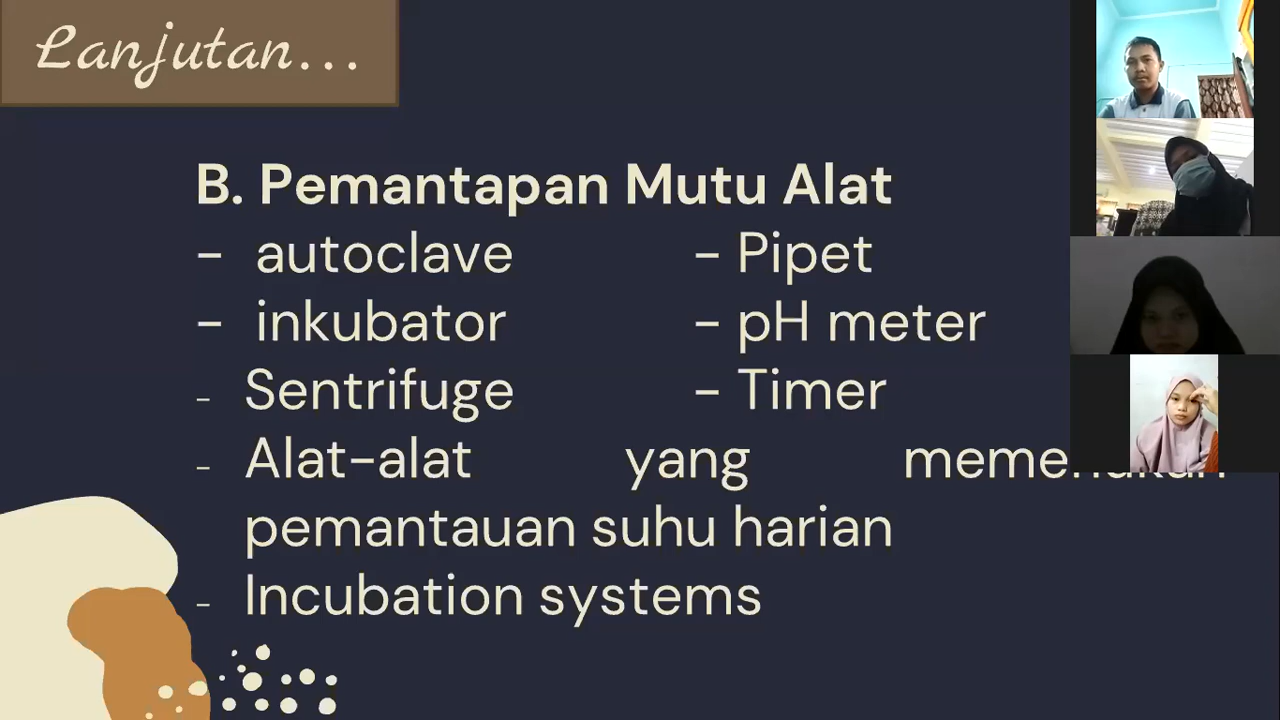 Lanjutan...
B. Pemantapan Mutu Alat
- autoclave - Pipet
- inkubator - pH meter
- Sentrifuge - Timer
- Alat-alat yang
pemantauan suhu harian
- Incubation systems